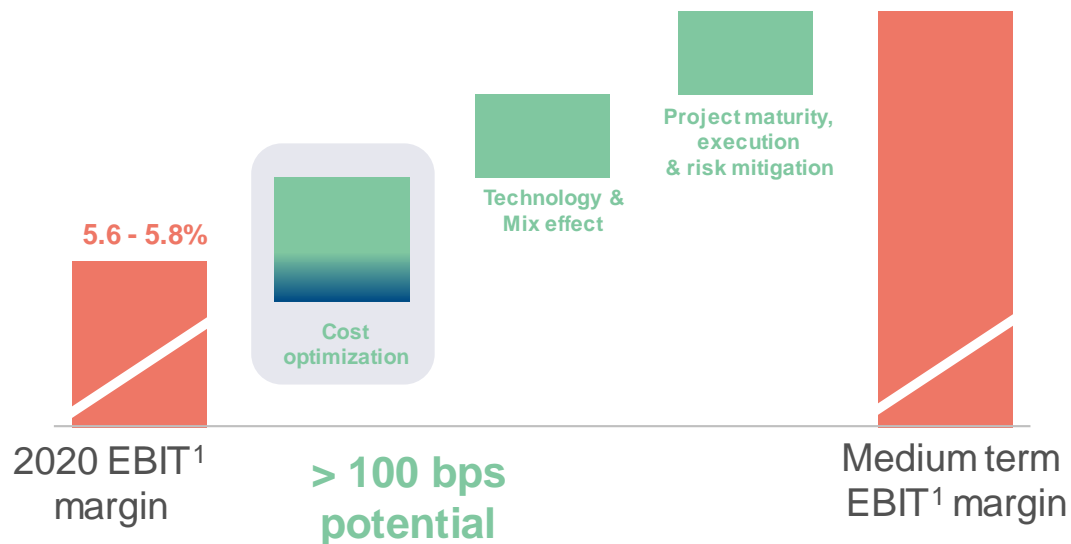 5.6 - 5.8%
Cost
optimization
Technology &
Mix effect
Project maturity,
execution
& risk mitigation
2020 EBIT¹
margin
> 100 bps
potential
Medium term
EBIT¹ margin